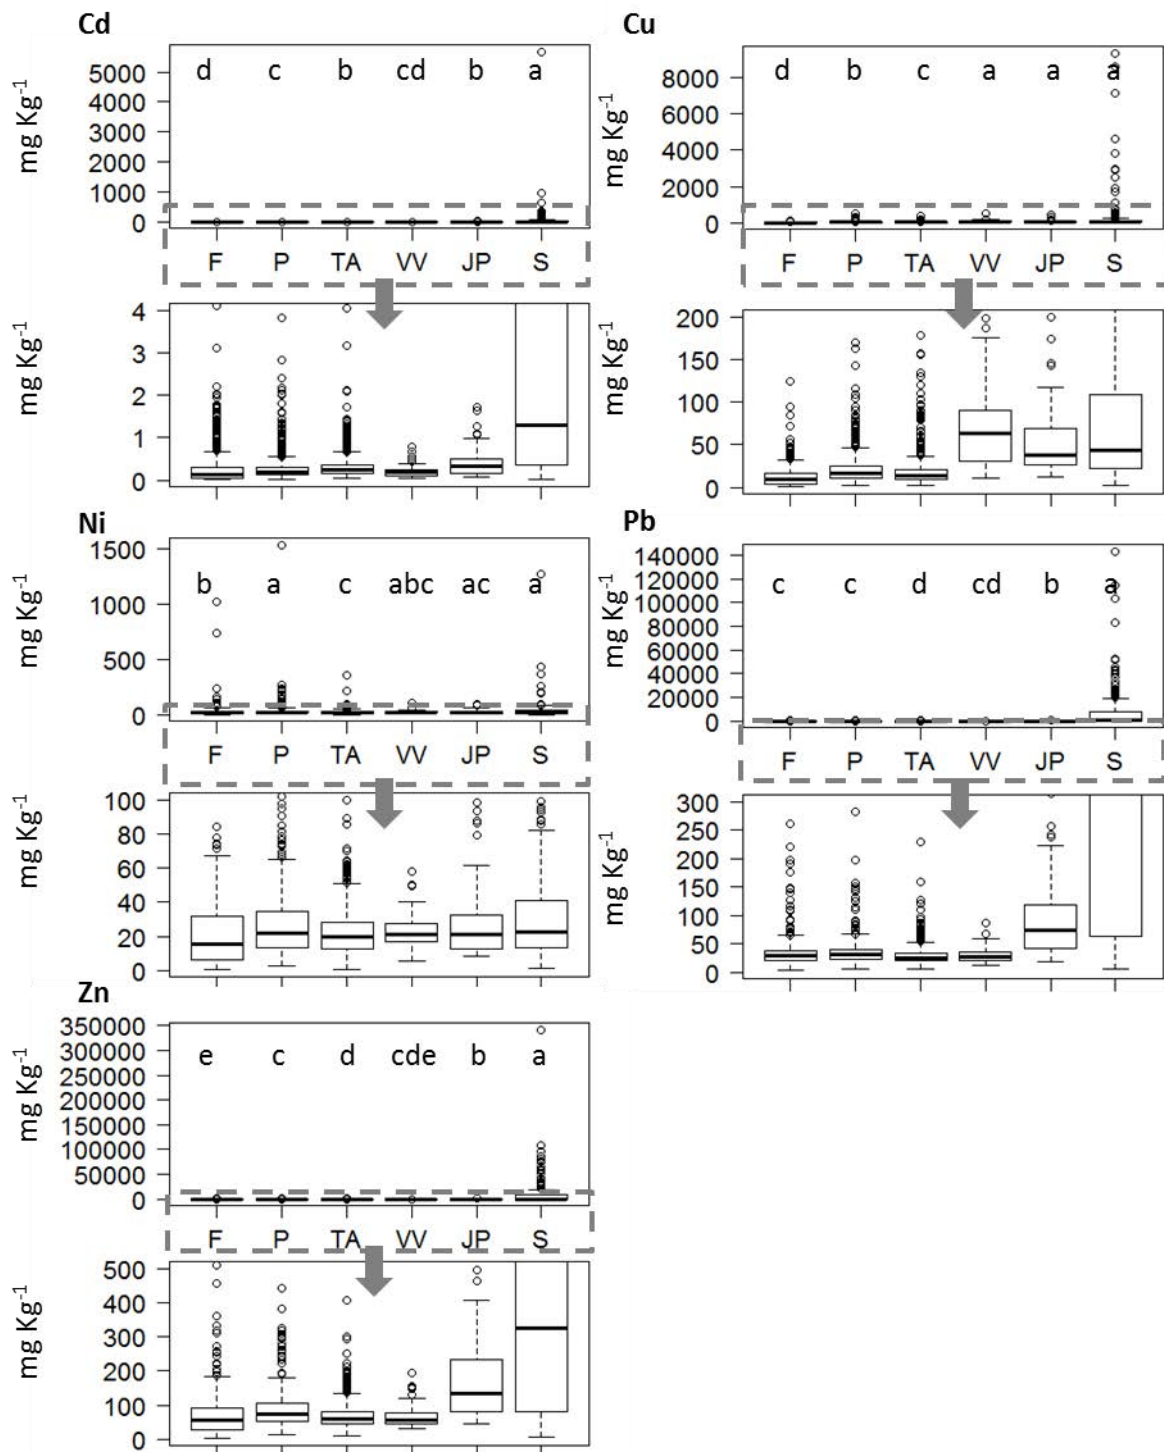 Cd
mg Kg-1
5000
4000
3000
2000
1000
0
d c b cd b a
F P TA VV JP S
mg Kg-1
4
3
2
1
0
Cu
mg Kg-1
8000
6000
4000
2000
0
d b c a a a
F P TA VV JP S
mg Kg-1
200
150
100
50
0
Ni
mg Kg-1
1500
1000
500
0
b a c abc ac a
F P TA VV JP S
mg Kg-1
100
80
60
40
20
0
Pb
mg Kg-1
140000
120000
100000
80000
60000
40000
20000
0
c c d cd b a
F P TA VV JP S
mg Kg-1
300
250
200
150
100
50
0
Zn
mg Kg-1
350000
300000
250000
200000
150000
100000
50000
0
e c d cde b a
F P TA VV JP S
mg Kg-1
500
400
300
200
100
0